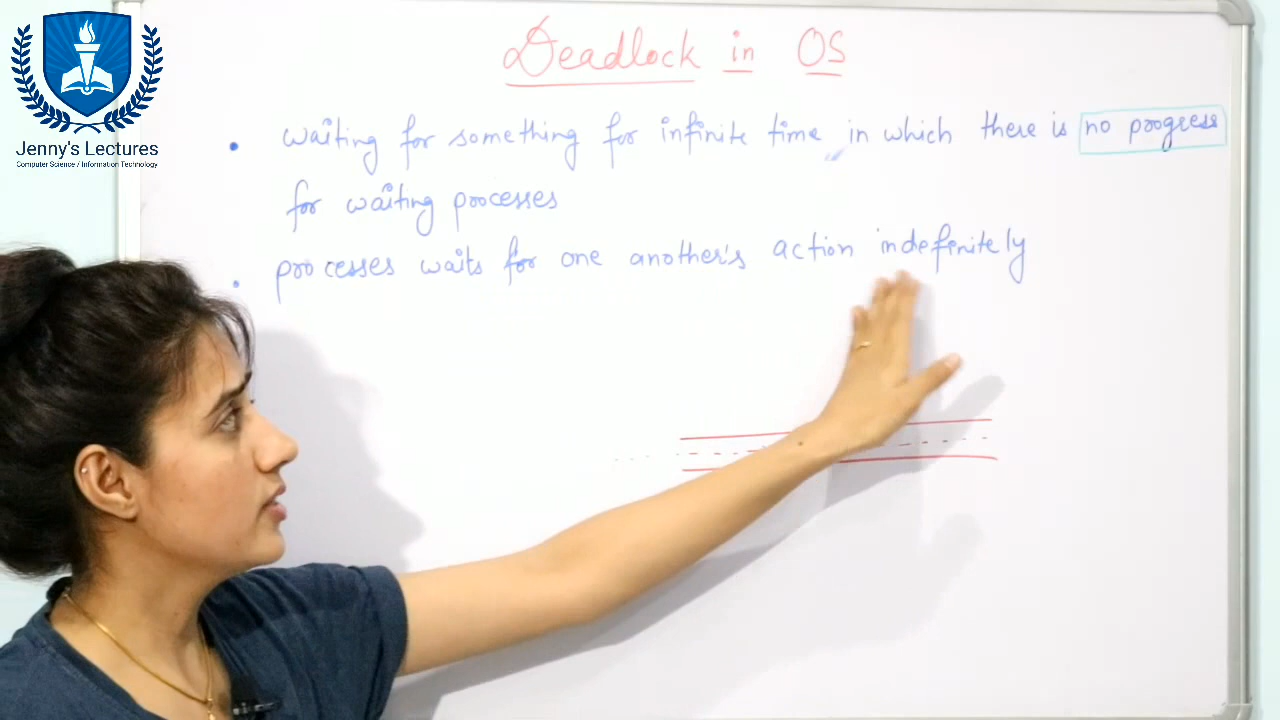 Jenny's Lectures
Computer Science / Information Technology
Deadlock in OS
• waiting for something for infinite time in which there is no progress
for waiting processes
• processes waits for one another's action indefinitely